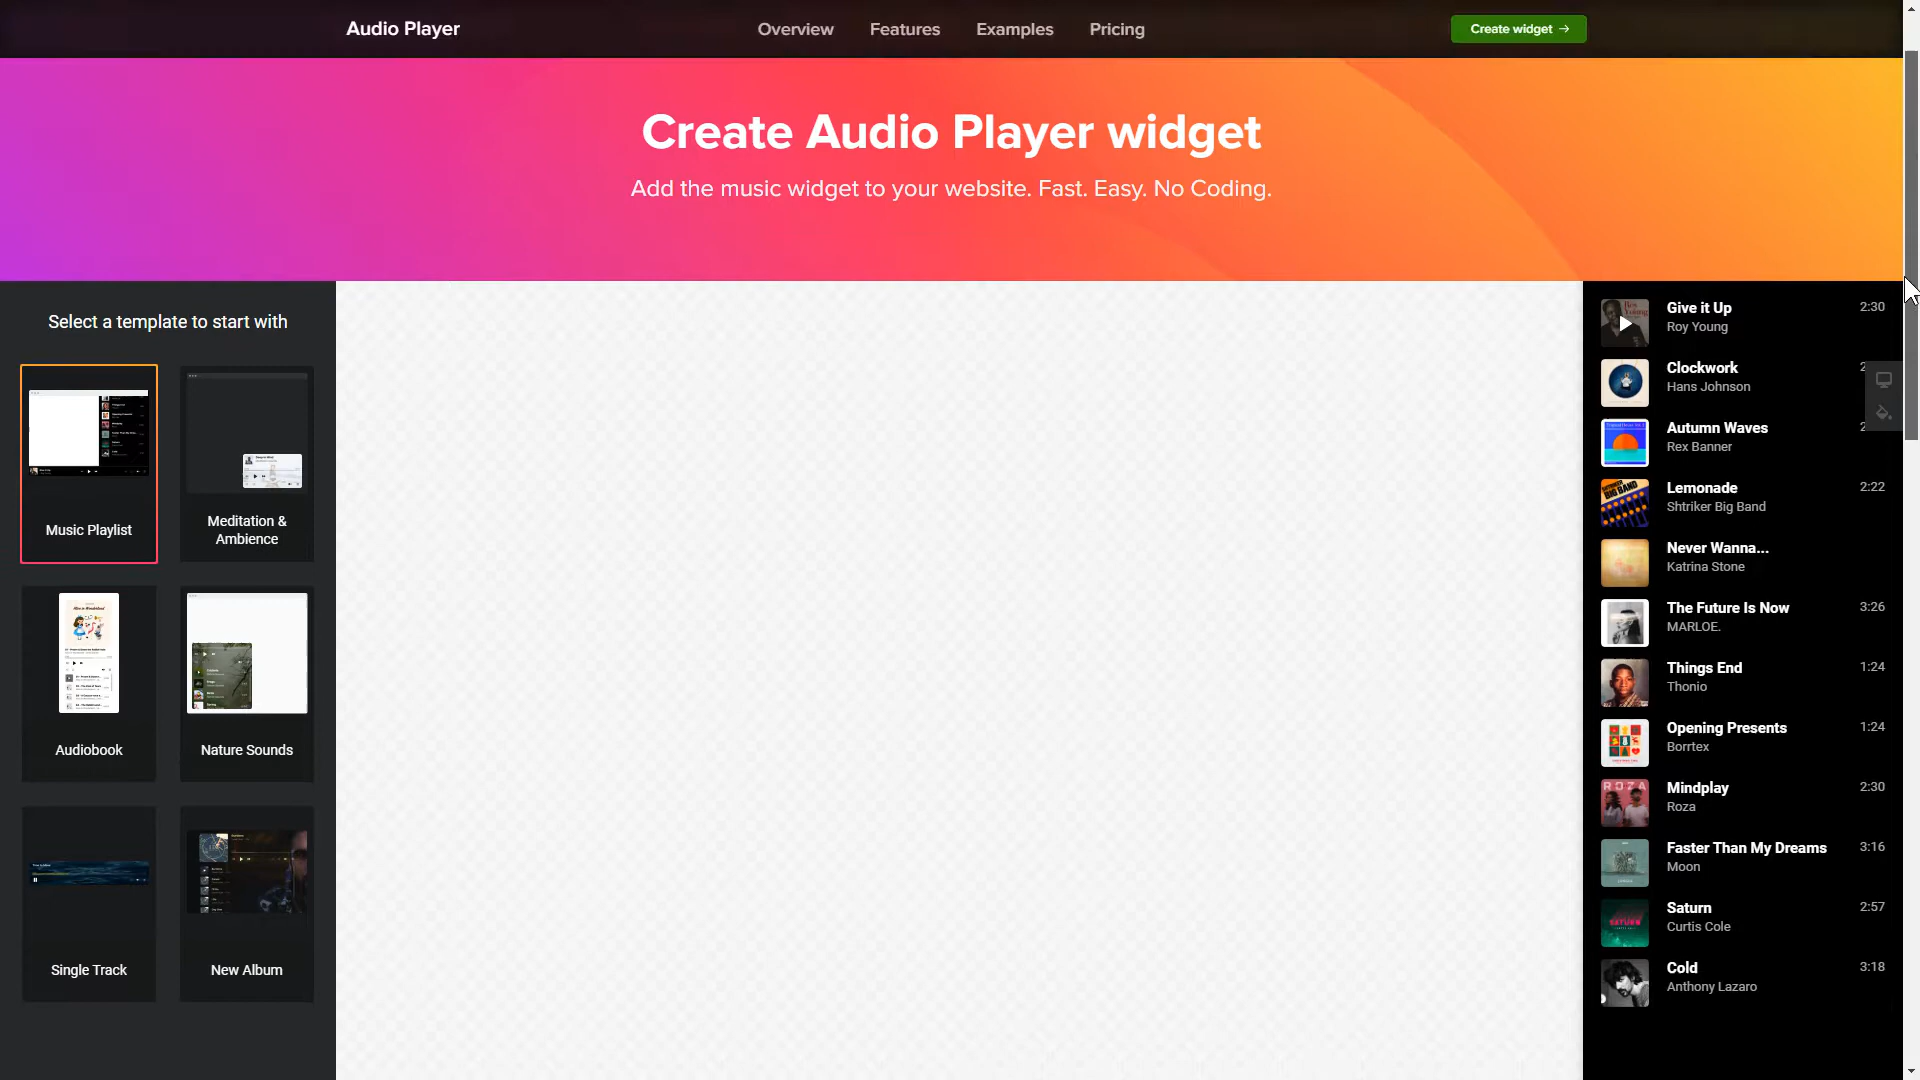 Audio Player
Overview
Features
Examples
Pricing
Create widget →
Create Audio Player widget
Add the music widget to your website. Fast. Easy. No Coding.
Select a template to start with
Music Playlist
Meditation &
Ambience
Audiobook
Nature Sounds
Single Track
New Album
Give it Up
2:30
Roy Young
Clockwork
Hans Johnson
Autumn Waves
Rex Banner
Lemonade
2:22
Shtriker Big Band
Never Wanna...
Katrina Stone
The Future Is Now
3:26
MARLOE.
Things End
1:24
Thonio
Opening Presents
1:24
Borrtex
Mindplay
2:30
Roza
Faster Than My Dreams
3:16
Moon
Saturn
2:57
Curtis Cole
Cold
3:18
Anthony Lazaro